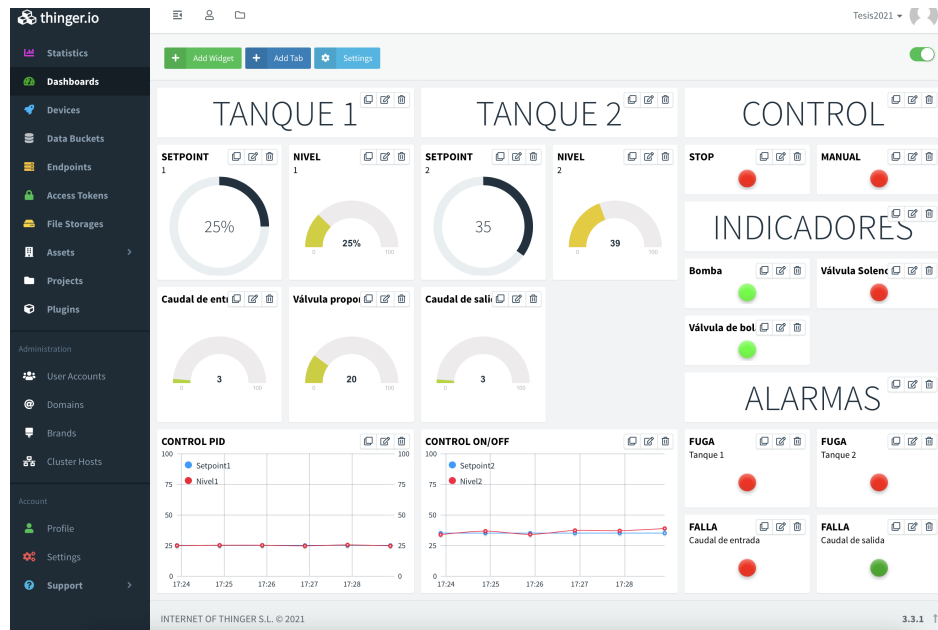 thinger.io
Tesis2021
Statistics
Dashboards
Devices
Data Buckets
Endpoints
Access Tokens
File Storages
Assets
Projects
Plugins
Administration
User Accounts
Domains
Brands
Cluster Hosts
Account
Profile
Settings
Support
Add Widget
Add Tab
Settings
TANQUE 1
TANQUE 2
CONTROL
SETPOINT
1
25%
NIVEL
1
25%
0 100
SETPOINT
2
35
NIVEL
2
39
0 100
STOP
MANUAL
INDICADORES
Bomba
Válvula Solenc
Válvula de bol
Caudal de entr
3
0 100
Válvula propor
20
0 100
Caudal de sali
3
0 100
ALARMAS
CONTROL PID
100 100
Setpoint1
Nivel1
75 75
50 50
25 25
0 0
17:24 17:25 17:26 17:27 17:28
CONTROL ON/OFF
100
Setpoint2
Nivel2
75
50
25
0
17:24 17:25 17:26 17:27 17:28
FUGA
Tanque 1
FUGA
Tanque 2
FALLA
Caudal de entrada
FALLA
Caudal de salida
INTERNET OF THINGER S.L. © 2021
3.3.1